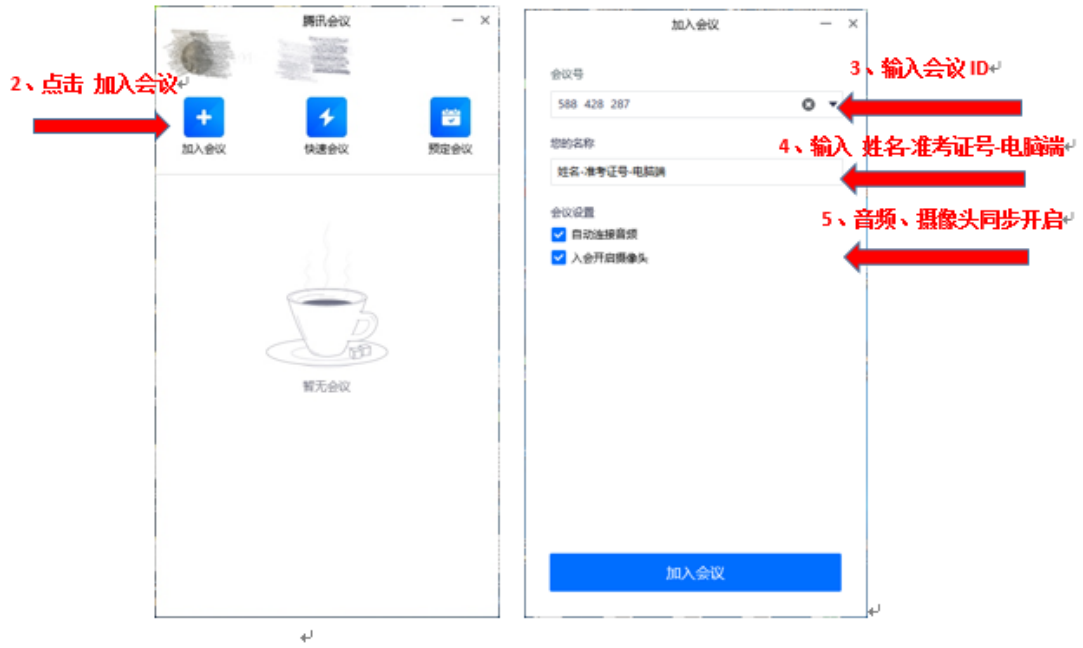 腾讯会议
2、点击 加入会议
加入会议
快速会议
预定会议
暂无会议
加入会议
会议号
3、输入会议 ID
588 428 287
您的名称
4、输入 姓名-准考证号-电脑端
姓名-准考证号-电脑端
会议设置
5、音频、摄像头同步开启
自动连接音频
入会开启摄像头
加入会议